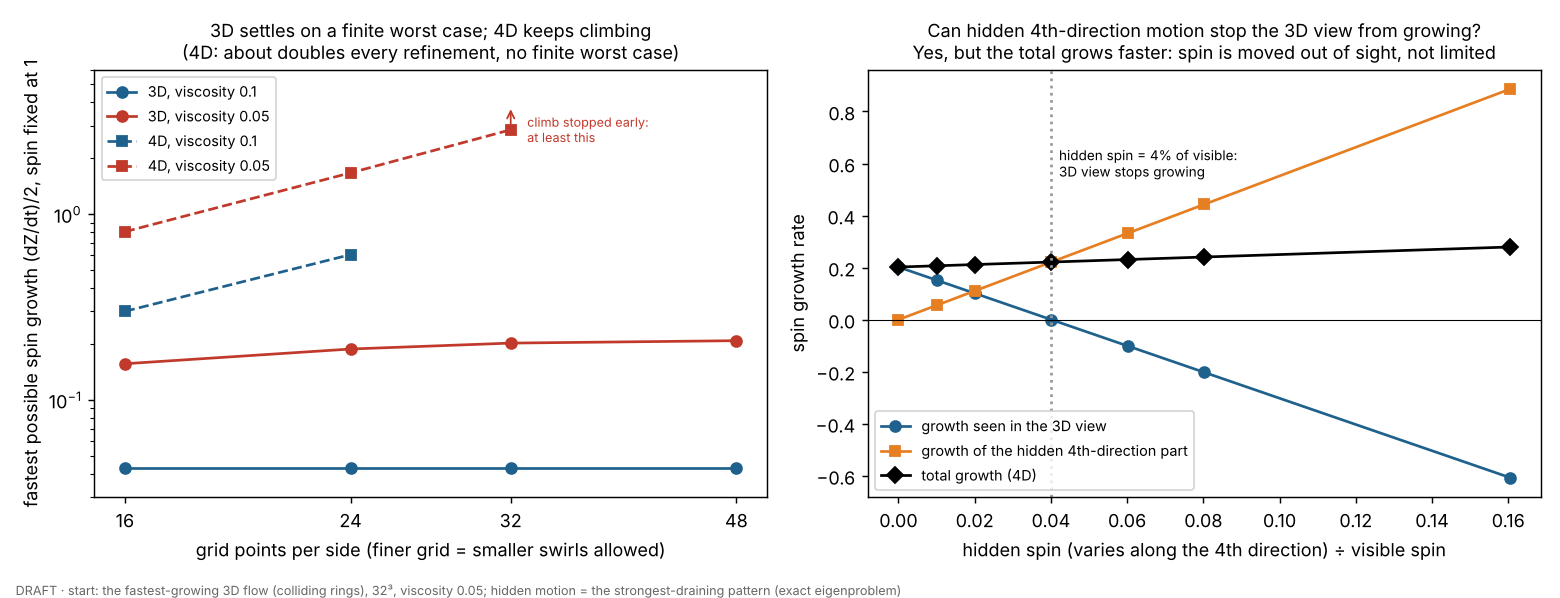 3D settles on a finite worst case; 4D keeps climbing
(4D: about doubles every refinement, no finite worst case)
fastest possible spin growth (dZ/dt)/2, spin fixed at 1
3D, viscosity 0.1
3D, viscosity 0.05
4D, viscosity 0.1
4D, viscosity 0.05
climb stopped early:
at least this
10⁰
10⁻¹
16 24 32 48
grid points per side (finer grid = smaller swirls allowed)
Can hidden 4th-direction motion stop the 3D view from growing?
Yes, but the total grows faster: spin is moved out of sight, not limited
spin growth rate
0.8
0.6
0.4
0.2
0.0
−0.2
−0.4
−0.6
hidden spin = 4% of visible:
3D view stops growing
growth seen in the 3D view
growth of the hidden 4th-direction part
total growth (4D)
0.00 0.02 0.04 0.06 0.08 0.10 0.12 0.14 0.16
hidden spin (varies along the 4th direction) ÷ visible spin
DRAFT · start: the fastest-growing 3D flow (colliding rings), 32³, viscosity 0.05; hidden motion = the strongest-draining pattern (exact eigenproblem)